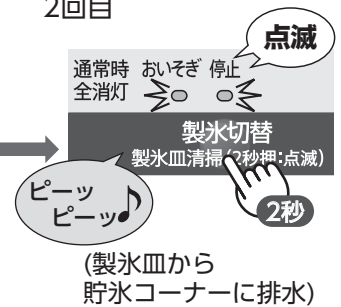 2回目
点滅
通常時 おいそぎ 停止
全消灯
製氷切替
製氷皿清掃(2秒押:点滅)
ピーッ
ピーッ♪
2秒
(製氷皿から
貯氷コーナーに排水)